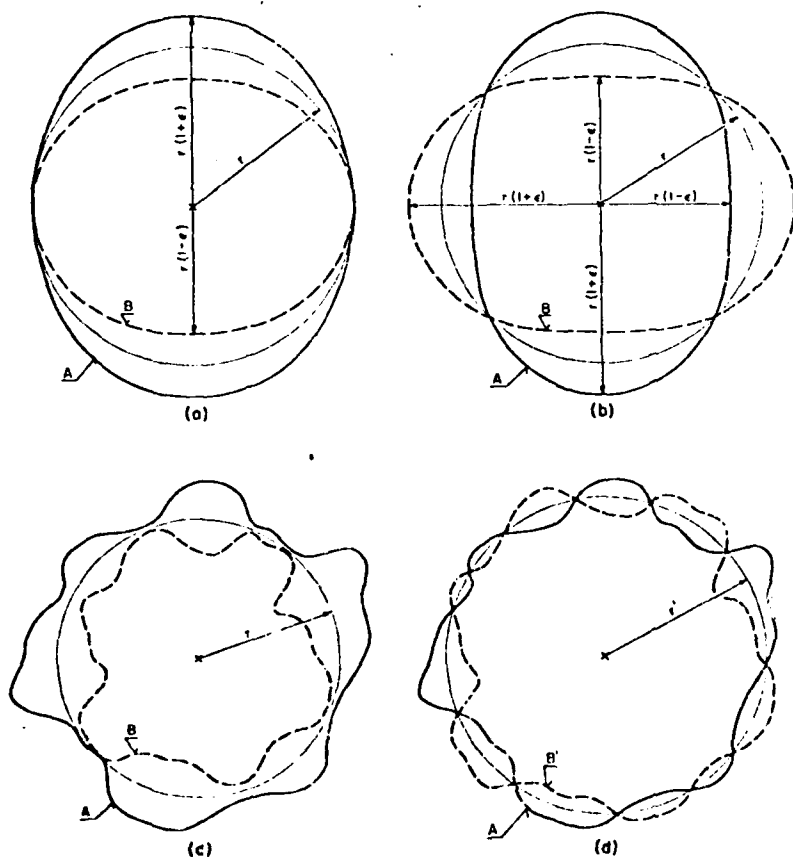 r(1+e)
r
r(1-e)
B
A
(a)
r(1-e)
r
r(1+e)
r(1-e)
r(1+e)
B
A
(b)
r
B
A
(c)
r'
B'
A
(d)